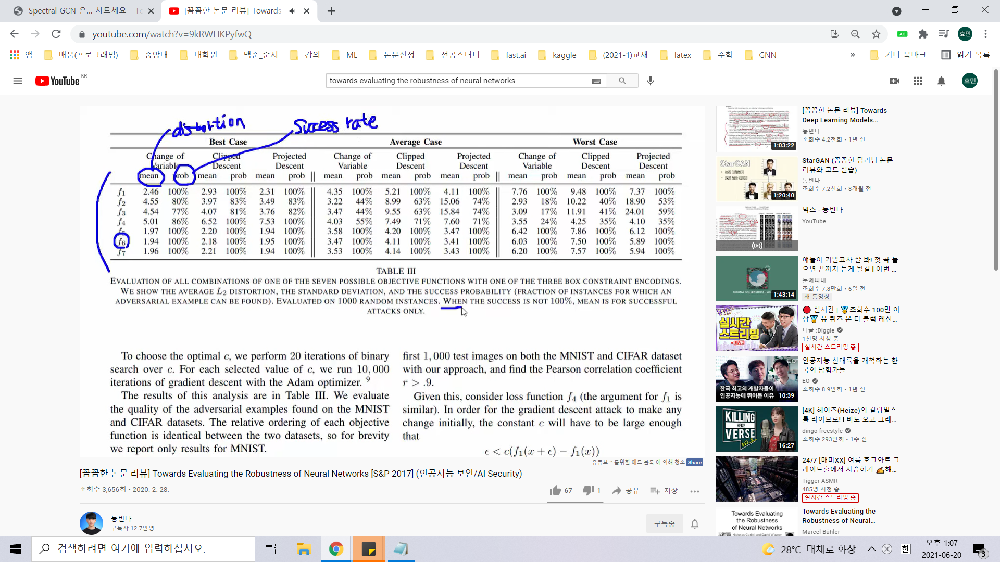 Spectral GCN 은... 사드세요 - To
[꼼꼼한 논문 리뷰] Towards
youtube.com/watch?v=9kRWHKPyfwQ
AC
효민
앱 배움(프로그래밍) 중앙대 대학원 백준_순서 강의 ML 논문선정 전공스터디 fast.ai kaggle (2021-1)교재 latex 수학 GNN » 기타 북마크 읽기 목록
YouTube KR
towards evaluating the robustness of neural networks
효민
distortion Success rate
Best Case Average Case Worst Case
Change of Clipped Projected Change of Clipped Projected Change of Clipped Projected
Variable Descent Descent Variable Descent Descent Variable Descent Descent
mean prob mean prob mean prob mean prob mean prob mean prob mean prob mean prob mean prob
f1 2.46 100% 2.93 100% 2.31 100% 4.35 100% 5.21 100% 4.11 100% 7.76 100% 9.48 100% 7.37 100%
f2 4.55 80% 3.97 83% 3.49 83% 3.22 44% 8.99 63% 15.06 74% 2.93 18% 10.22 40% 18.90 53%
f3 4.54 77% 4.07 81% 3.76 82% 3.47 44% 9.55 63% 15.84 74% 3.09 17% 11.91 41% 24.01 59%
f4 5.01 86% 6.52 100% 7.53 100% 4.03 55% 7.49 71% 7.60 71% 3.55 24% 4.25 35% 4.10 35%
f5 1.97 100% 2.20 100% 1.94 100% 3.58 100% 4.20 100% 3.47 100% 6.42 100% 7.86 100% 6.12 100%
f6 1.94 100% 2.18 100% 1.95 100% 3.47 100% 4.11 100% 3.41 100% 6.03 100% 7.50 100% 5.89 100%
f7 1.96 100% 2.21 100% 1.94 100% 3.53 100% 4.14 100% 3.43 100% 6.20 100% 7.57 100% 5.94 100%
TABLE III
EVALUATION OF ALL COMBINATIONS OF ONE OF THE SEVEN POSSIBLE OBJECTIVE FUNCTIONS WITH ONE OF THE THREE BOX CONSTRAINT ENCODINGS.
WE SHOW THE AVERAGE L2 DISTORTION, THE STANDARD DEVIATION, AND THE SUCCESS PROBABILITY (FRACTION OF INSTANCES FOR WHICH AN
ADVERSARIAL EXAMPLE CAN BE FOUND). EVALUATED ON 1000 RANDOM INSTANCES. WHEN THE SUCCESS IS NOT 100%, MEAN IS FOR SUCCESSFUL
ATTACKS ONLY.
To choose the optimal c, we perform 20 iterations of binary
search over c. For each selected value of c, we run 10,000
iterations of gradient descent with the Adam optimizer. 9
The results of this analysis are in Table III. We evaluate
the quality of the adversarial examples found on the MNIST
and CIFAR datasets. The relative ordering of each objective
function is identical between the two datasets, so for brevity
we report only results for MNIST.
first 1,000 test images on both the MNIST and CIFAR dataset
with our approach, and find the Pearson correlation coefficient
r > .9.
Given this, consider loss function f4 (the argument for f1 is
similar). In order for the gradient descent attack to make any
change initially, the constant c will have to be large enough
that
ϵ < c(f1(x + ϵ) − f1(x))
유튜브™를위한 애드 블록 에 의해 청소 Share
[꼼꼼한 논문 리뷰] Towards Evaluating the Robustness of Neural Networks [S&P 2017] (인공지능 보안/AI Security)
조회수 3,656회 • 2020. 2. 28.
67 1 공유 저장
동빈나
구독자 12.7만명
구독중
[꼼꼼한 논문 리뷰] Towards
Deep Learning Models...
동빈나
조회수 4.2천회 • 1년 전
1:03:22
StarGAN
StarGAN (꼼꼼한 딥러닝 논문
리뷰와 코드 실습)
동빈나
조회수 7.2천회 • 8개월 전
1:20:40
믹스 - 동빈나
YouTube
얘들아 기말고사 잘 봐! 첫 곡 들
으면 끝까지 듣게 될걸 l 이번 ...
눈에띠네
조회수 7.8만회 • 6일 전
새 동영상
1:43:14
유퀴즈
실시간
스트리밍
LIVE
실시간 | 조회수 100만 이
상 유 퀴즈 온 더 블럭 레전...
디글 :Diggle
1천명 시청 중
실시간 스트리밍 중
EO
한국 최고의 개발자들이
인공지능에 뛰어든 이유 10:39
인공지능 신대륙을 개척하는 한
국의 탐험가들
EO
조회수 8.9만회 • 1년 전
KILLING
HEIZE
VERSE
Vol.2
16:27
[4K] 헤이즈(Heize)의 킬링벌스
를 라이브로! l 비도 오고 그래...
dingo freestyle
조회수 293만회 • 1주 전
24/7 [매미XX] 여름 호그와트 그
레이트홀에서 자습하기 해...
Tigger ASMR
485명 시청 중
실시간 스트리밍 중
Towards Evaluating
the Robustness
of Neural Networks
Nicholas Carlini and David Wagner
Towards Evaluating the
Robustness of Neural...
Marcel Bühler
검색하려면 여기에 입력하십시오.
28°C 대체로 화창
한
오후 1:07
2021-06-20
3